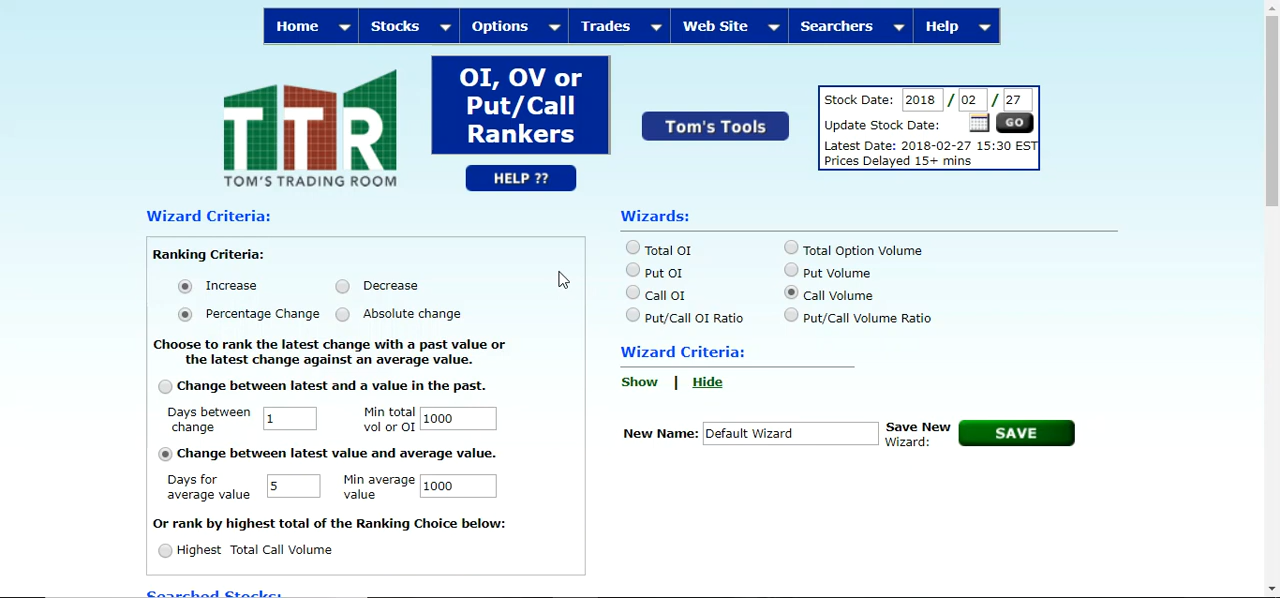 Home Stocks Options Trades Web Site Searchers Help
TTR
TOM'S TRADING ROOM
OI, OV or
Put/Call
Rankers
HELP ??
Tom's Tools
Stock Date: 2018 / 02 / 27
Update Stock Date: GO
Latest Date: 2018-02-27 15:30 EST
Prices Delayed 15+ mins
Wizard Criteria:
Ranking Criteria:
Increase Decrease
Percentage Change Absolute change
Choose to rank the latest change with a past value or
the latest change against an average value.
Change between latest and a value in the past.
Days between
change
1
Min total
vol or OI
1000
Change between latest value and average value.
Days for
average value
5
Min average
value
1000
Or rank by highest total of the Ranking Choice below:
Highest Total Call Volume
Searched Stocks:
Wizards:
Total OI Total Option Volume
Put OI Put Volume
Call OI Call Volume
Put/Call OI Ratio Put/Call Volume Ratio
Wizard Criteria:
Show | Hide
New Name: Default Wizard
Save New
Wizard:
SAVE